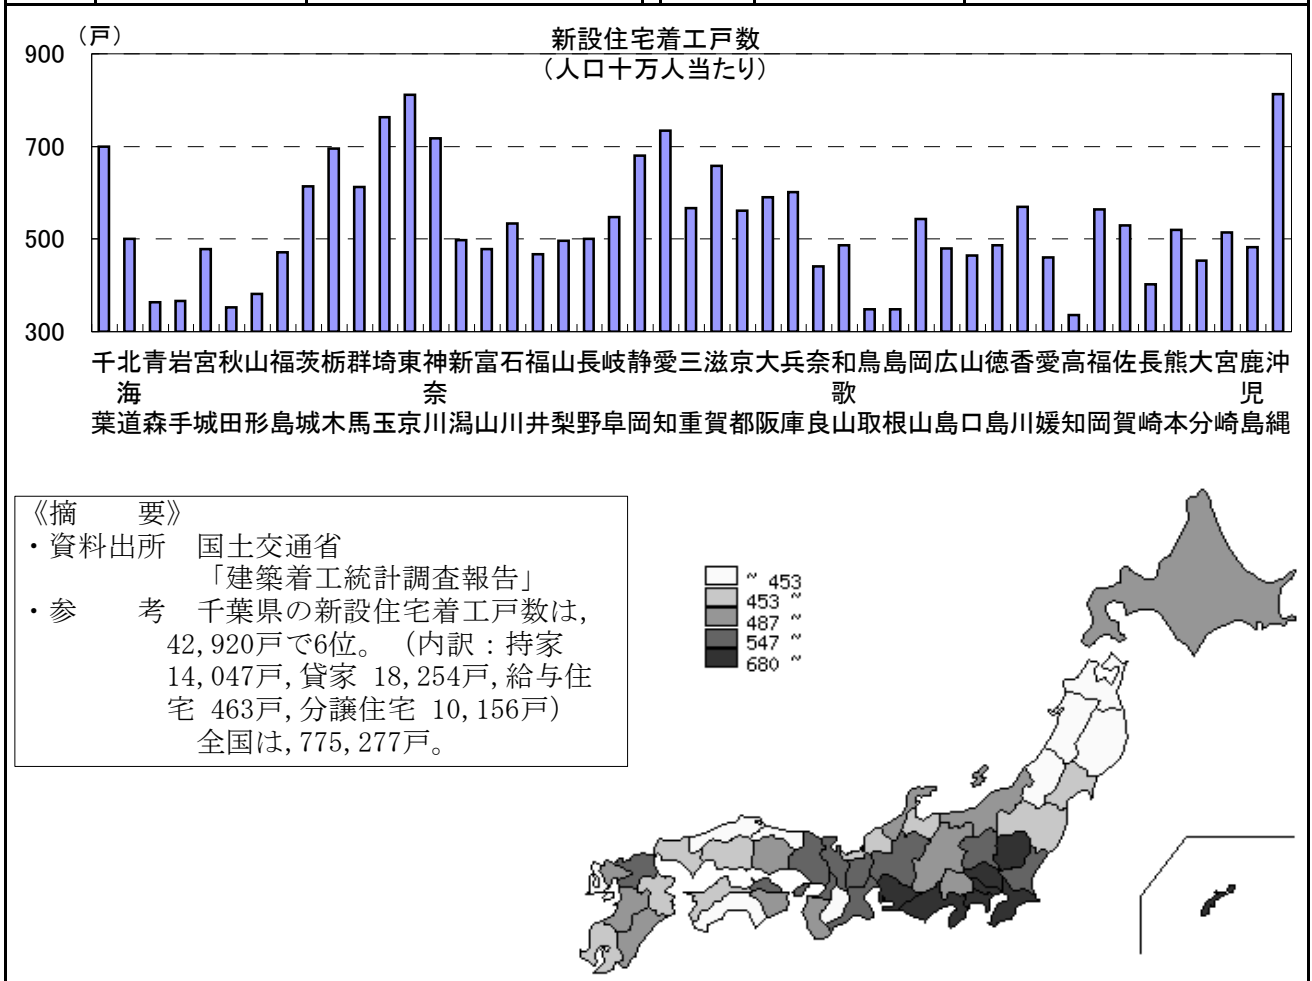 (戸)
新設住宅着工戸数
(人口十万人当たり)
900
700
500
300
千葉 北海道 青森 岩手 宮城 秋田 山形 福島 茨城 栃木 群馬 埼玉 東京 神奈川 新潟 富山 石川 福井 山梨 長野 岐阜 静岡 愛知 三重 滋賀 京都 大阪 兵庫 奈良 和歌山 鳥取 島根 岡山 広島 山口 徳島 香川 愛媛 高知 福岡 佐賀 長崎 熊本 大分 宮崎 鹿児島 沖縄
《摘　　要》
・資料出所　国土交通省
「建築着工統計調査報告」
・参　　考　千葉県の新設住宅着工戸数は,
42,920戸で6位。（内訳：持家
14,047戸,貸家 18,254戸,給与住
宅 463戸,分譲住宅 10,156戸）
全国は,775,277戸。
~ 453
453 ~
487 ~
547 ~
680 ~